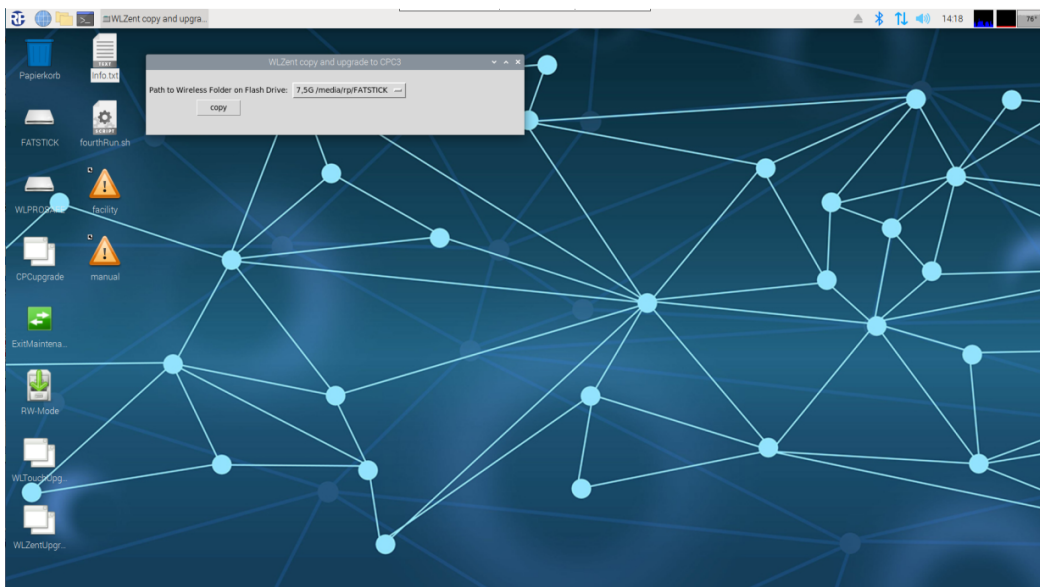 WLZent copy and upgra...
14:18
76°
Papierkorb
Info.txt
FATSTICK
fourthRun.sh
facility
CPCupgrade
manual
ExitMaintena...
RW-Mode
WLTouchUpg...
WLZentUpgr...
WLZent copy and upgrade to CPC3
Path to Wireless Folder on Flash Drive: 7,5G /media/rp/FATSTICK
copy
TEXT
SCRIPT